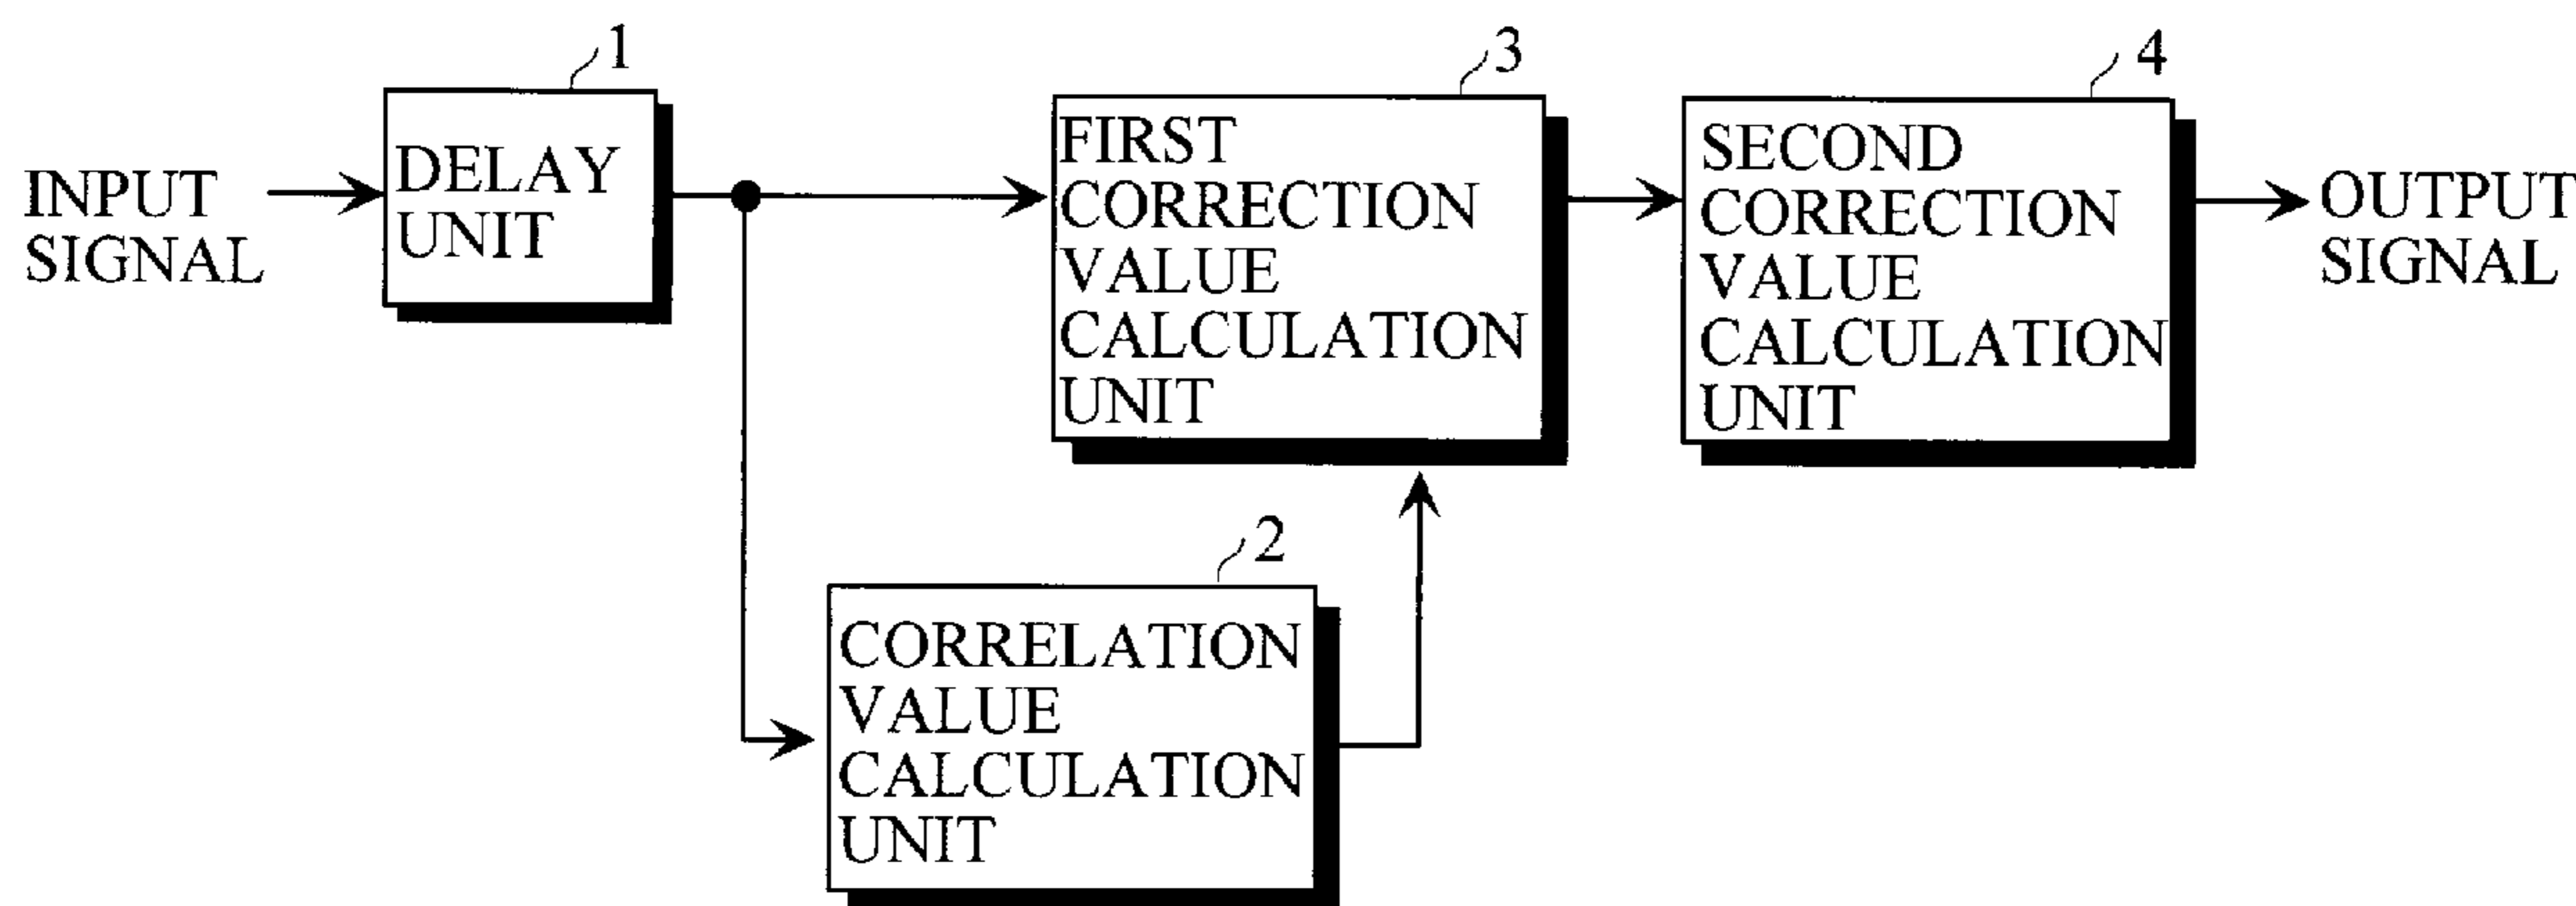 1
DELAY
UNIT
INPUT
SIGNAL
3
FIRST
CORRECTION
VALUE
CALCULATION
UNIT
4
SECOND
CORRECTION
VALUE
CALCULATION
UNIT
OUTPUT
SIGNAL
2
CORRELATION
VALUE
CALCULATION
UNIT